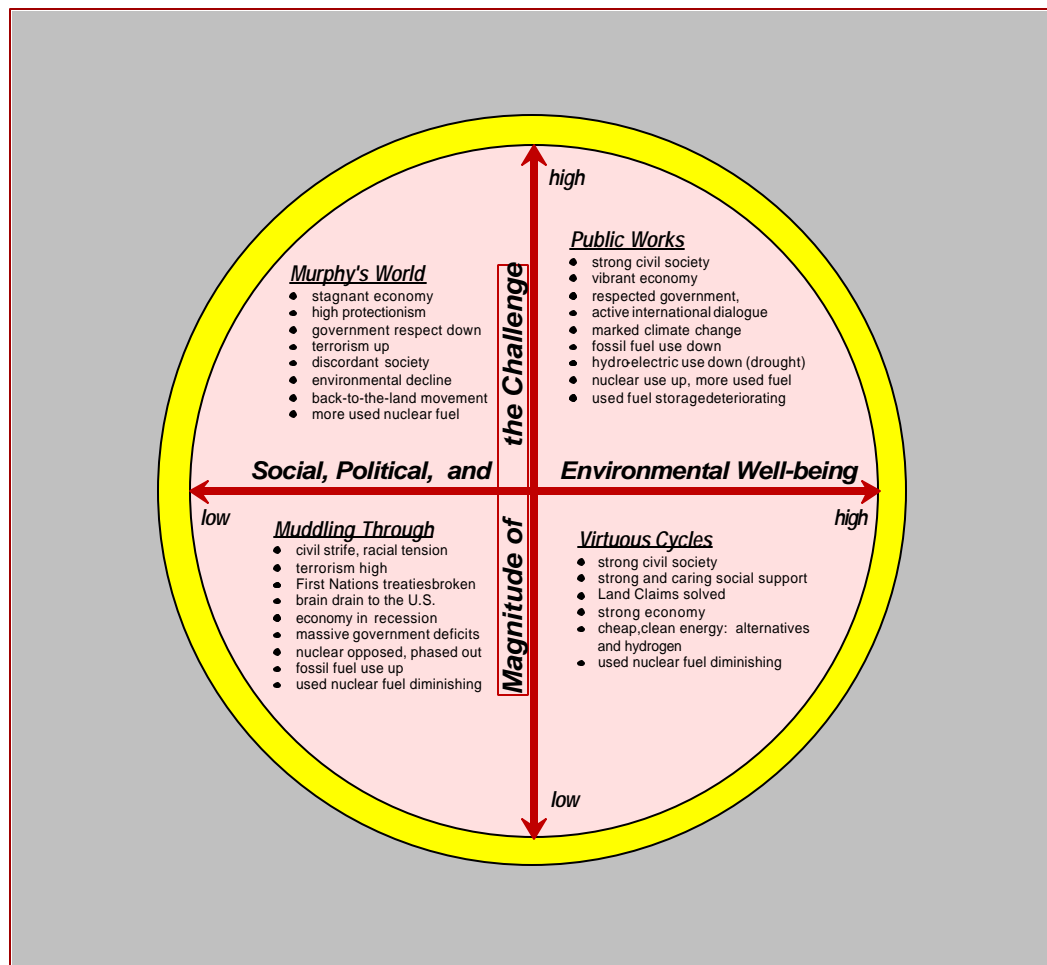 high
Public Works
strong civil society
vibrant economy
respected government,
active international dialogue
marked climate change
fossil fuel use down
hydro-electric use down (drought)
nuclear use up, more used fuel
used fuel storagedeteriorating
Murphy's World
stagnant economy
high protectionism
government respect down
terrorism up
discordant society
environmental decline
back-to-the-land movement
more used nuclear fuel
Magnitude of the Challenge
Social, Political, and Environmental Well-being
low
high
Muddling Through
civil strife, racial tension
terrorism high
First Nations treatiesbroken
brain drain to the U.S.
economy in recession
massive government deficits
nuclear opposed, phased out
fossil fuel use up
used nuclear fuel diminishing
Virtuous Cycles
strong civil society
strong and caring social support
Land Claims solved
strong economy
cheap,clean energy: alternatives
and hydrogen
used nuclear fuel diminishing
low